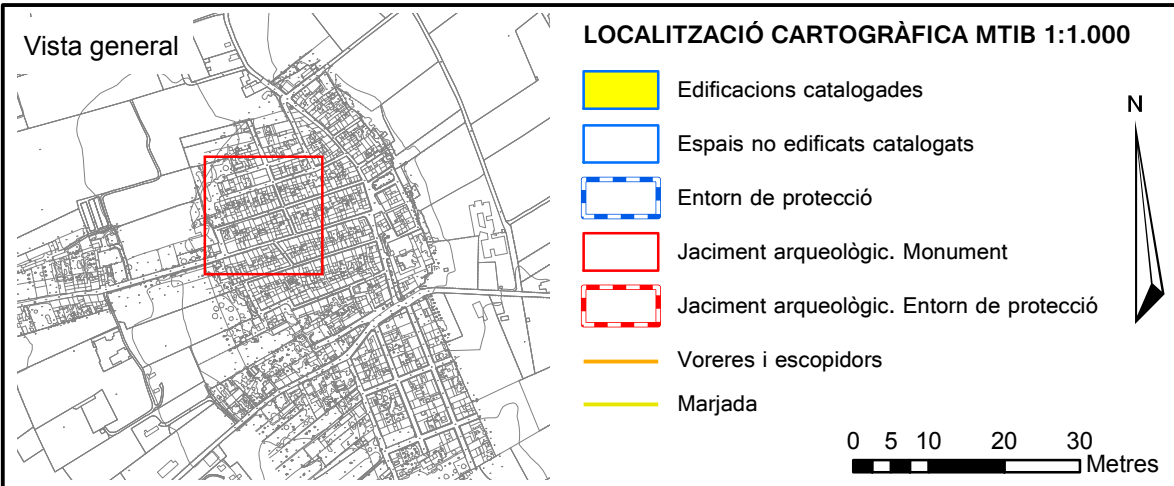 Vista general
LOCALITZACIÓ CARTOGRÀFICA MTIB 1:1.000
Edificacions catalogades
Espais no edificats catalogats
Entorn de protecció
Jaciment arqueològic. Monument
Jaciment arqueològic. Entorn de protecció
Voreres i escopidors
Marjada
N
0 5 10 20 30
Metres